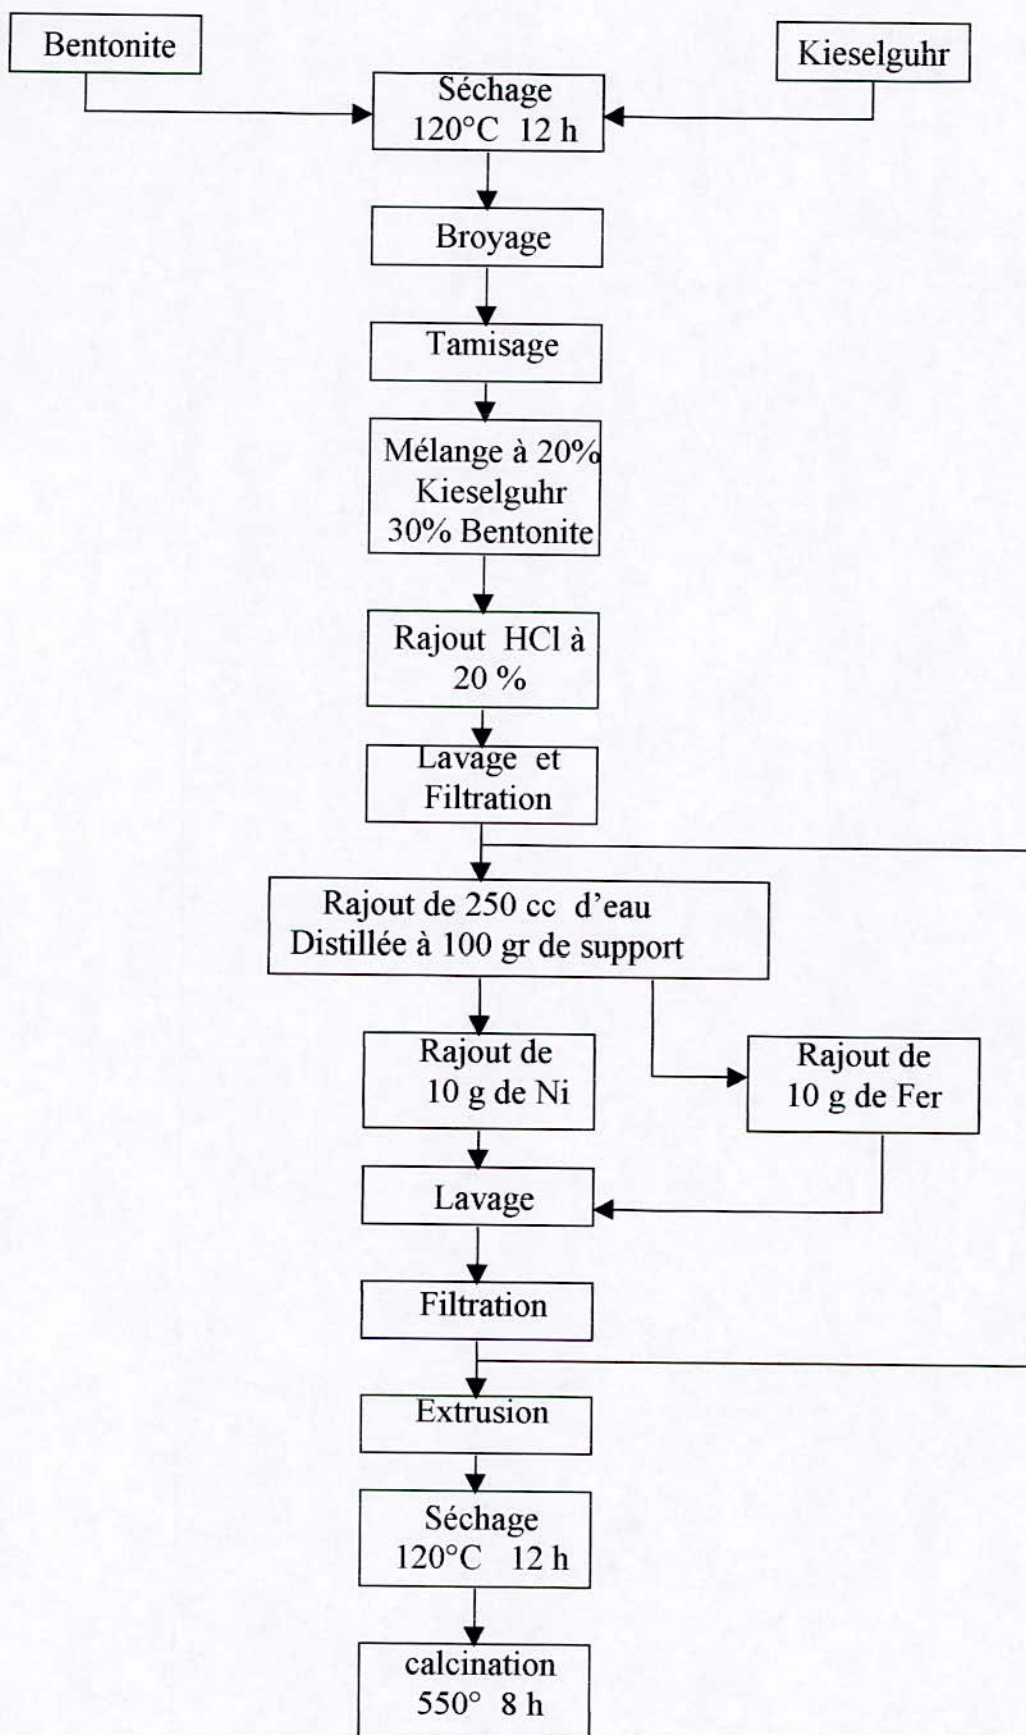 Bentonite
Kieselguhr
Séchage
120°C 12 h
Broyage
Tamisage
Mélange à 20%
Kieselguhr
30% Bentonite
Rajout HCl à
20 %
Lavage et
Filtration
Rajout de 250 cc d'eau
Distillée à 100 gr de support
Rajout de
10 g de Ni
Rajout de
10 g de Fer
Lavage
Filtration
Extrusion
Séchage
120°C 12 h
calcination
550° 8 h